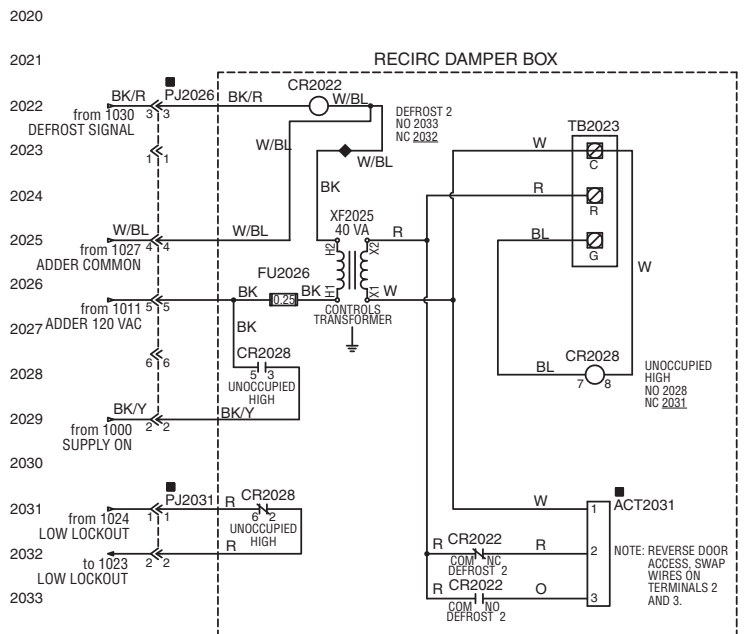 2020
2021
RECIRC DAMPER BOX
2022
BK/R
PJ2026
3 3
from 1030
DEFROST SIGNAL
BK/R
CR2022
W/BL
DEFROST 2
NO 2033
NC 2032
TB2023
2023
1 1
W/BL
W/BL
W
C
2024
BK
R
R
XF2025
40 VA
2025
W/BL
4 4
from 1027
ADDER COMMON
W/BL
H2
X2
R
BL
G
W
2026
FU2026
BK
0.25
BK
H1
X1
W
5 5
from 1011
ADDER 120 VAC
CONTROLS
TRANSFORMER
2027
BK
6 6
CR2028
5 3
UNOCCUPIED
HIGH
2028
BL
CR2028
7 8
UNOCCUPIED
HIGH
NO 2028
NC 2031
2029
BK/Y
2 2
from 1000
SUPPLY ON
BK/Y
2030
2031
PJ2031
1 1
from 1024
LOW LOCKOUT
R
CR2028
6 2
UNOCCUPIED
HIGH
W
1
ACT2031
2032
2 2
to 1023
LOW LOCKOUT
R
R
CR2022
COM NC
DEFROST 2
R
2
NOTE: REVERSE DOOR
ACCESS, SWAP
WIRES ON
TERMINALS 2
AND 3.
2033
R
CR2022
COM NO
DEFROST 2
O
3